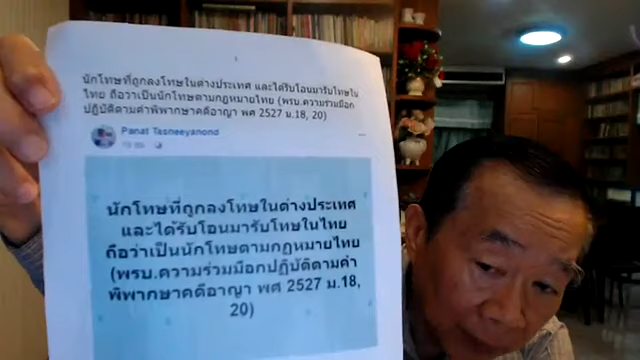 นักโทษที่ถูกลงโทษในต่างประเทศ และได้รับโอนมารับโทษใน
ไทย ถือว่าเป็นนักโทษตามกฎหมายไทย (พรบ.ความร่วมมือก
ปฏิบัติตามคำพิพากษาคดีอาญา พศ 2527 ม.18, 20)
Panat Tasneeyanond
นักโทษที่ถูกลงโทษในต่างประเทศ
และได้รับโอนมารับโทษในไทย
ถือว่าเป็นนักโทษตามกฎหมายไทย
(พรบ.ความร่วมมือกปฏิบัติตามคำ
พิพากษาคดีอาญา พศ 2527 ม.18,
20)